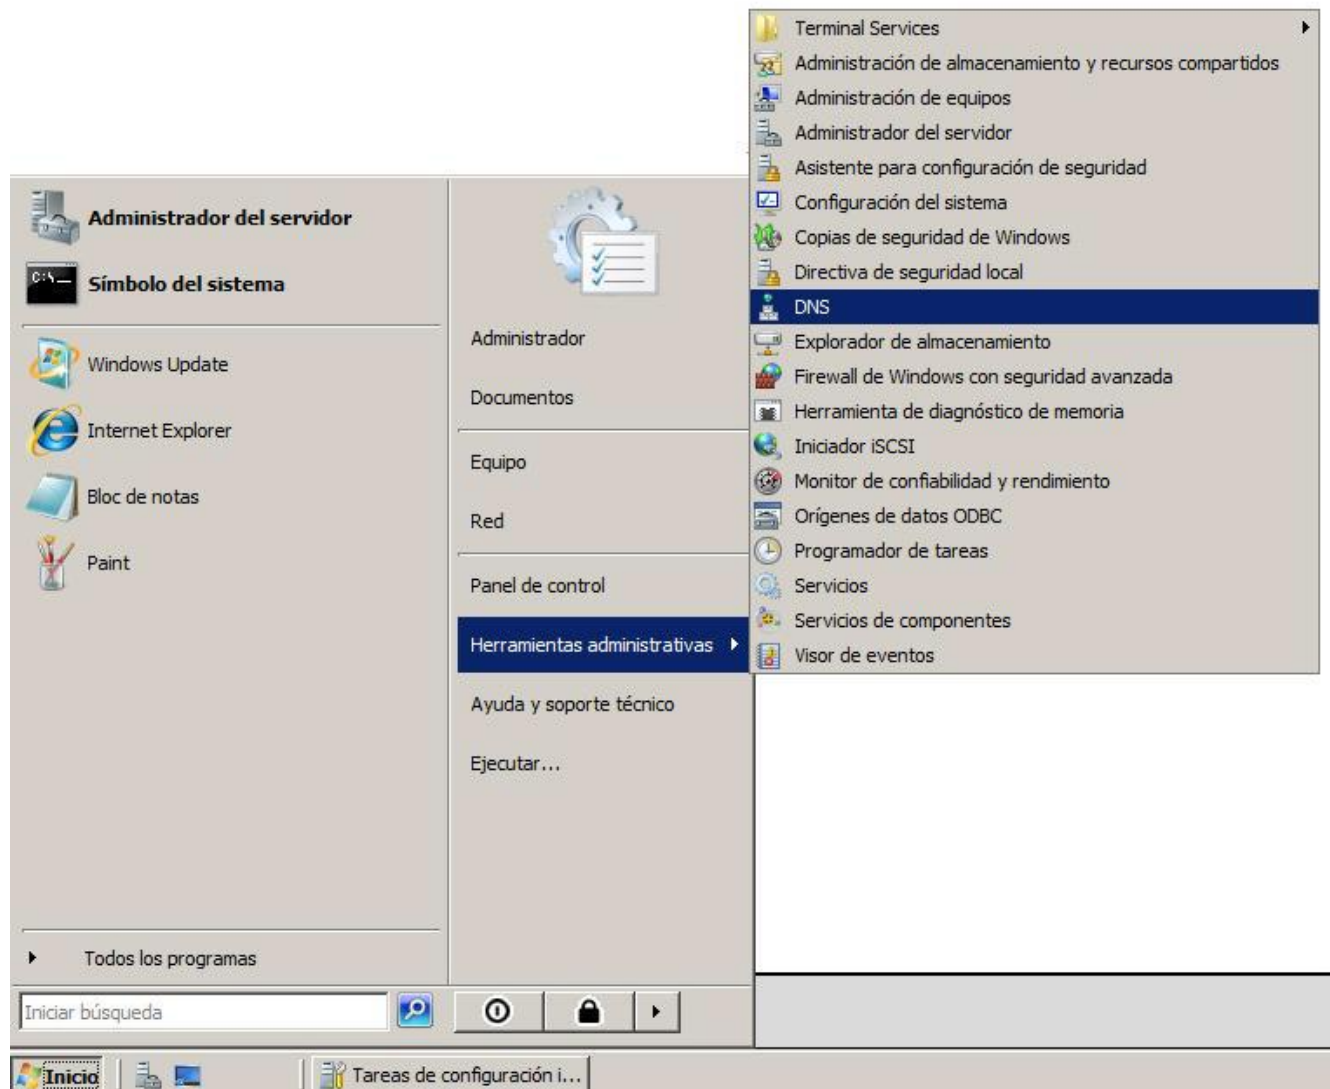 Terminal Services
Administración de almacenamiento y recursos compartidos
Administración de equipos
Administrador del servidor
Asistente para configuración de seguridad
Configuración del sistema
Copias de seguridad de Windows
Directiva de seguridad local
DNS
Explorador de almacenamiento
Firewall de Windows con seguridad avanzada
Herramienta de diagnóstico de memoria
Iniciador iSCSI
Monitor de confiabilidad y rendimiento
Orígenes de datos ODBC
Programador de tareas
Servicios
Servicios de componentes
Visor de eventos
Administrador del servidor
C:\
Símbolo del sistema
Windows Update
Internet Explorer
Bloc de notas
Paint
Administrador
Documentos
Equipo
Red
Panel de control
Herramientas administrativas
Ayuda y soporte técnico
Ejecutar...
Todos los programas
Iniciar búsqueda
Inicio
Tareas de configuración i...